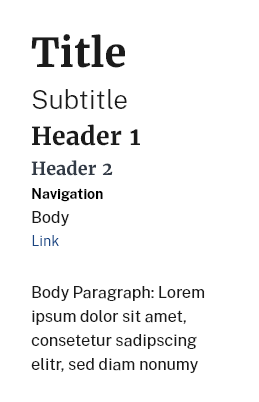 Title
Subtitle
Header 1
Header 2
Navigation
Body
Link
Body Paragraph: Lorem
ipsum dolor sit amet,
consetetur sadipscing
elitr, sed diam nonumy